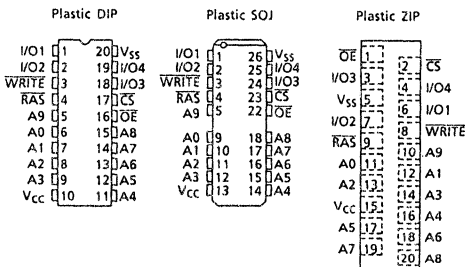 Plastic DIP
I/O1 1 20 VSS
I/O2 2 19 I/O4
WRITE 3 18 I/O3
RAS 4 17 CS
A9 5 16 OE
A0 6 15 A8
A1 7 14 A7
A2 8 13 A6
A3 9 12 A5
VCC 10 11 A4
Plastic SOJ
I/O1 1 26 VSS
I/O2 2 25 I/O4
WRITE 3 24 I/O3
RAS 4 23 CS
A9 5 22 OE
A0 9 18 A8
A1 10 17 A7
A2 11 16 A6
A3 12 15 A5
VCC 13 14 A4
Plastic ZIP
OE 1
2 CS
I/O3 3
4 I/O4
VSS 5
6 I/O1
I/O2 7
8 WRITE
RAS 9
10 A9
A0 11
12 A1
A2 13
14 A3
VCC 15
16 A4
A5 17
18 A6
A7 19
20 A8